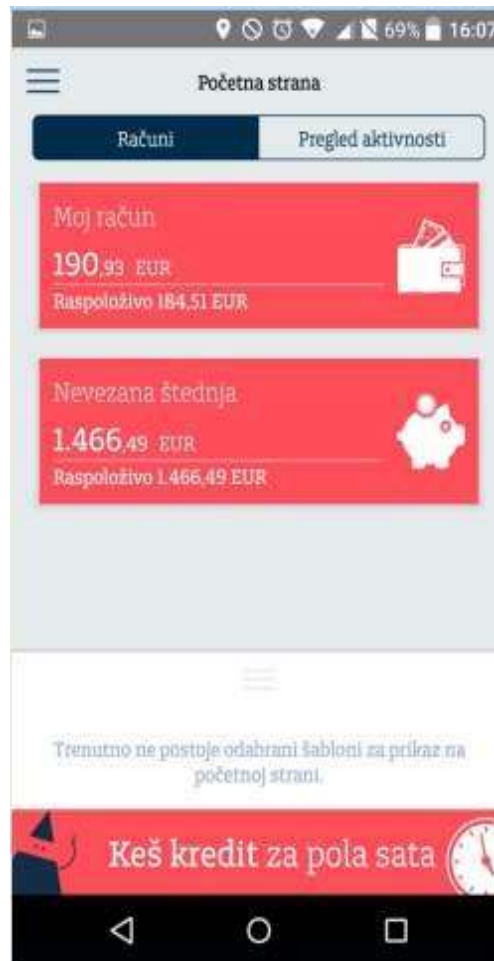 69% 16:07
Početna strana
Računi
Pregled aktivnosti
Moj račun
190,93 EUR
Raspoloživo 184,51 EUR
Nevezana štednja
1.466,49 EUR
Raspoloživo 1.466,49 EUR
Trenutno ne postoje odabrani šabloni za prikaz na
početnoj strani.
Keš kredit za pola sata